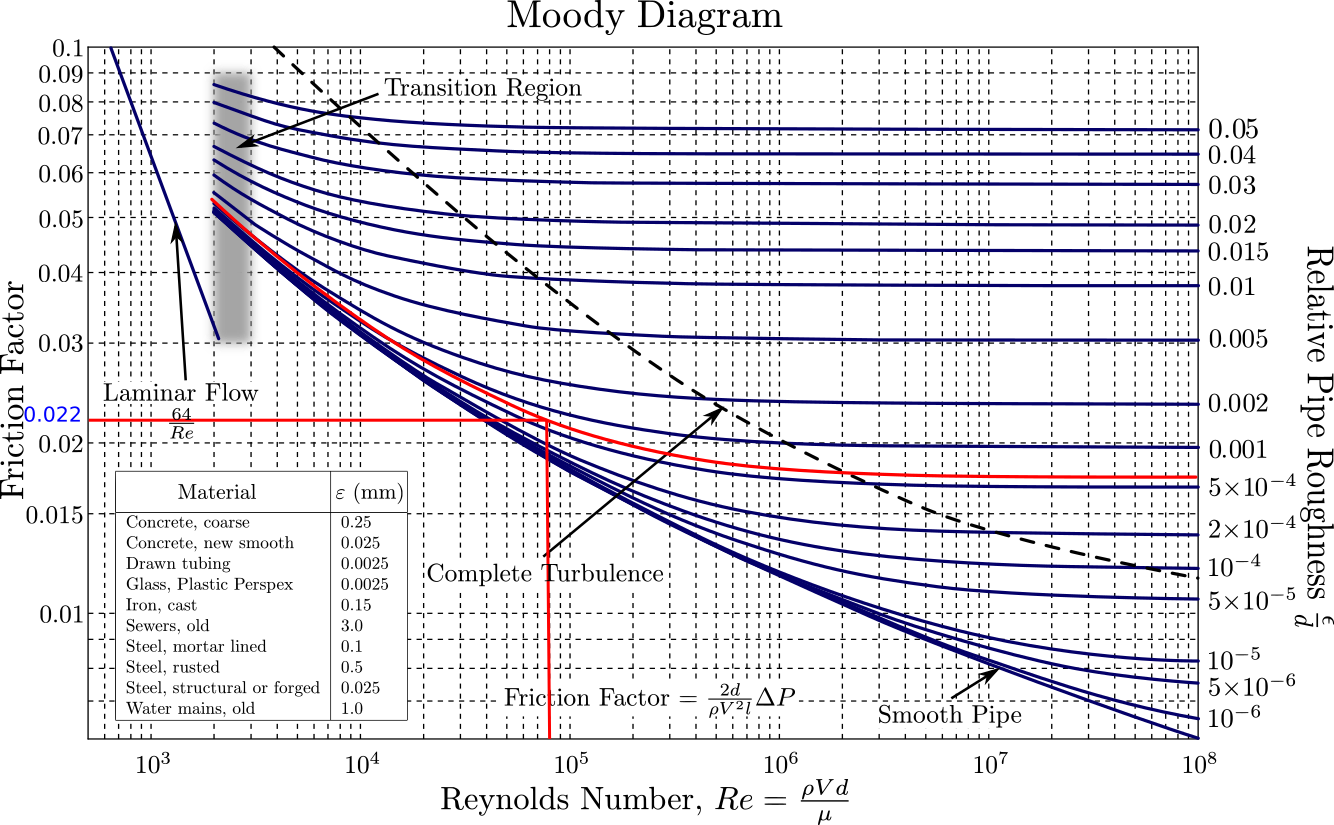 Moody Diagram
0.1
0.09
0.08
0.07
0.06
0.05
0.04
0.03
0.022
0.02
0.015
0.01
Friction Factor
Transition Region
Laminar Flow
64
Re
Complete Turbulence
Friction Factor = 2d/ρV²l ΔP
Smooth Pipe
Material ε (mm)
Concrete, coarse 0.25
Concrete, new smooth 0.025
Drawn tubing 0.0025
Glass, Plastic Perspex 0.0025
Iron, cast 0.15
Sewers, old 3.0
Steel, mortar lined 0.1
Steel, rusted 0.5
Steel, structural or forged 0.025
Water mains, old 1.0
0.05
0.04
0.03
0.02
0.015
0.01
0.005
0.002
0.001
5×10⁻⁴
2×10⁻⁴
10⁻⁴
5×10⁻⁵
10⁻⁵
5×10⁻⁶
10⁻⁶
Relative Pipe Roughness ϵ/d
10³ 10⁴ 10⁵ 10⁶ 10⁷ 10⁸
Reynolds Number, Re = ρVd/μ